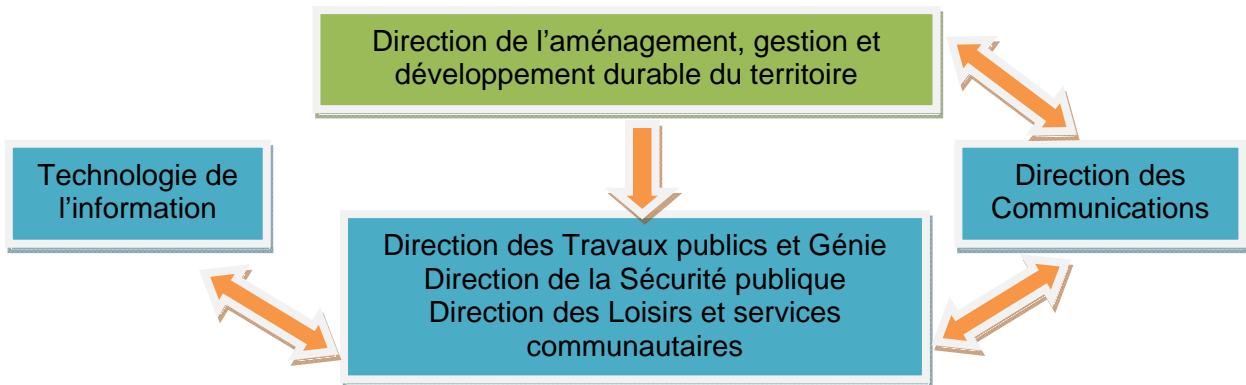 Direction de l’aménagement, gestion et
développement durable du territoire
Technologie de
l’information
Direction des
Communications
Direction des Travaux publics et Génie
Direction de la Sécurité publique
Direction des Loisirs et services
communautaires